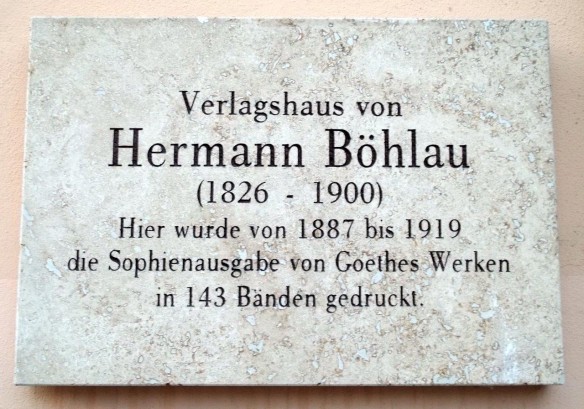 Verlagshaus von
Hermann Böhlau
(1826 - 1900)
Hier wurde von 1887 bis 1919
die Sophienausgabe von Goethes Werken
in 143 Bänden gedruckt.